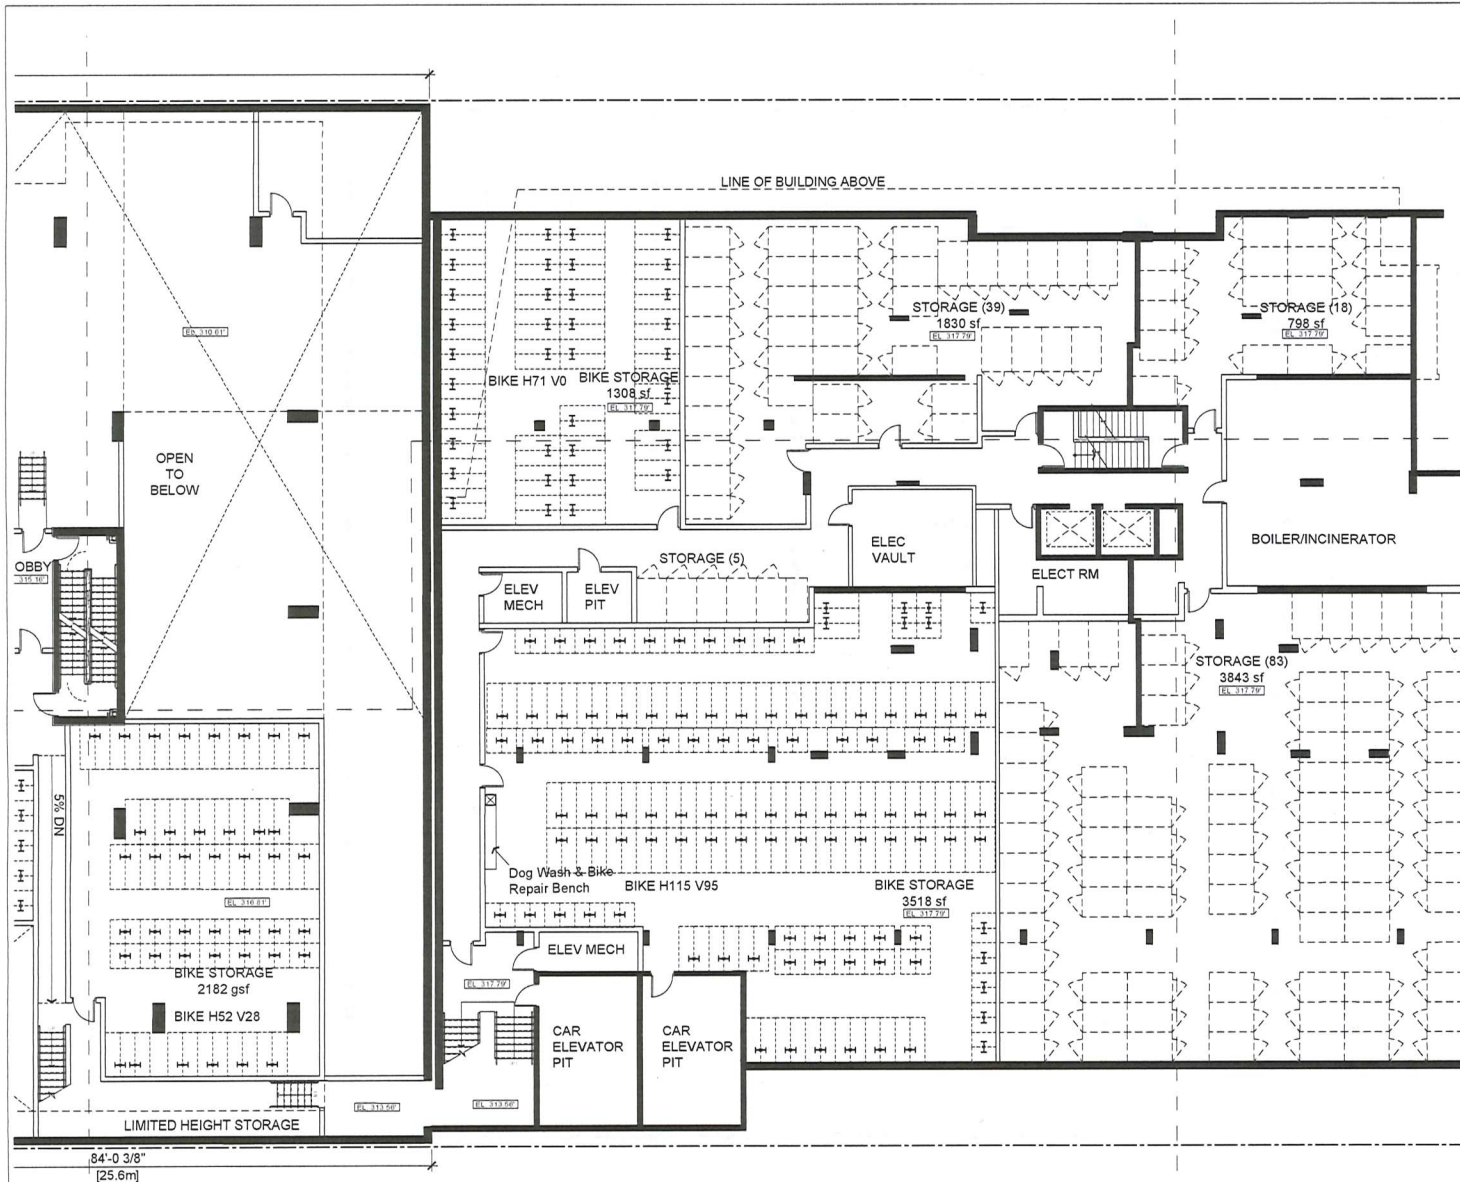 LINE OF BUILDING ABOVE
STORAGE (39)
1830 sf
EL. 317.79'
STORAGE (18)
798 sf
EL. 317.79'
EL. 310.61'
BIKE H71 V0
BIKE STORAGE
1308 sf
EL. 317.79'
OPEN
TO
BELOW
ELEC
VAULT
BOILER/INCINERATOR
STORAGE (5)
OBBY
315.16'
ELEV
MECH
ELEV
PIT
ELECT RM
STORAGE (83)
3843 sf
EL. 317.79'
5% DN
Dog Wash & Bike
Repair Bench
BIKE H115 V95
BIKE STORAGE
3518 sf
EL. 317.79'
ELEV MECH
BIKE STORAGE
2182 gsf
EL. 317.79'
BIKE H52 V28
CAR
ELEVATOR
PIT
CAR
ELEVATOR
PIT
EL. 313.56'
EL. 313.56'
LIMITED HEIGHT STORAGE
84'-0 3/8"
[25.6m]